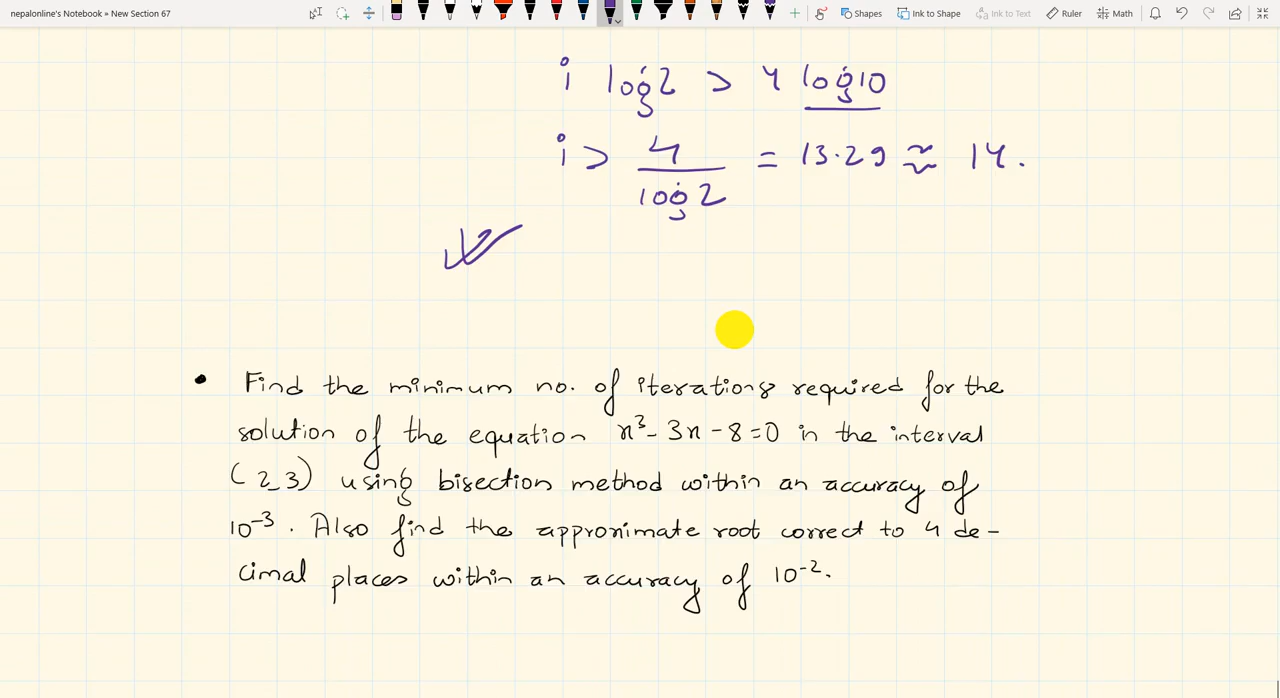 nepalonline's Notebook » New Section 67
Shapes Ink to Shape Ink to Text Ruler Math
i log2 > 4 log10
i > 4/log2 = 13.29 ≈ 14.
• Find the minimum no. of iterations required for the
solution of the equation x³ - 3x - 8 = 0 in the interval
(2,3) using bisection method within an accuracy of
10⁻³. Also find the approximate root correct to 4 de-
cimal places within an accuracy of 10⁻².